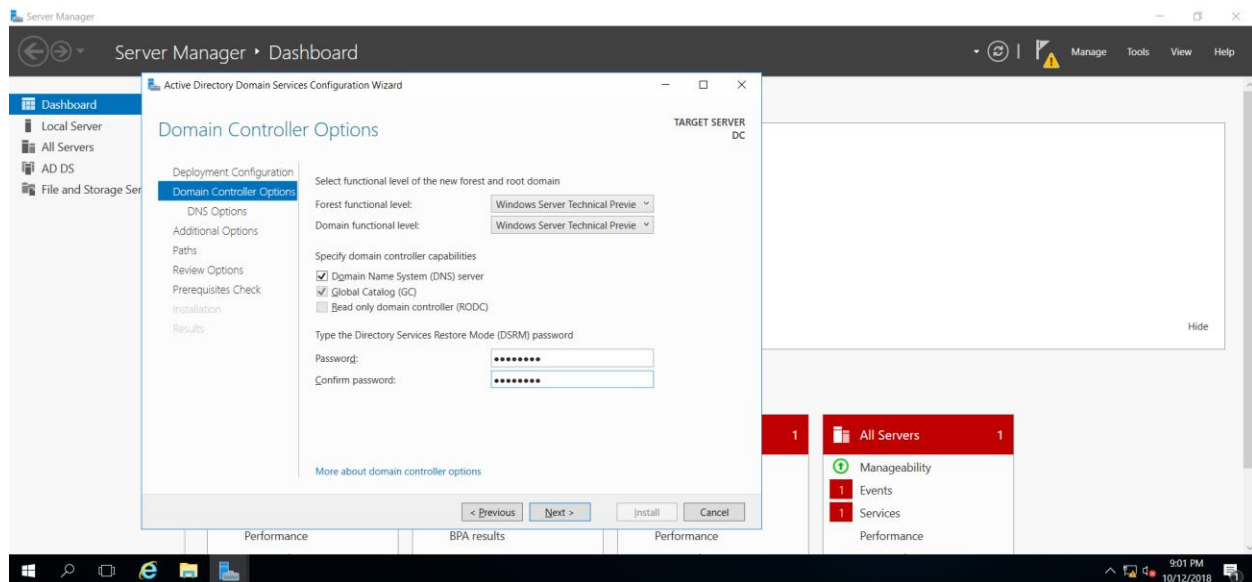 Server Manager
Server Manager ‣ Dashboard
Manage Tools View Help
Dashboard
Local Server
All Servers
AD DS
File and Storage Ser
Active Directory Domain Services Configuration Wizard
Domain Controller Options
TARGET SERVER
DC
Deployment Configuration
Domain Controller Options
DNS Options
Additional Options
Paths
Review Options
Prerequisites Check
Installation
Results
Select functional level of the new forest and root domain
Forest functional level: Windows Server Technical Previe
Domain functional level: Windows Server Technical Previe
Specify domain controller capabilities
Domain Name System (DNS) server
Global Catalog (GC)
Read only domain controller (RODC)
Type the Directory Services Restore Mode (DSRM) password
Password: ••••••••
Confirm password: ••••••••
More about domain controller options
< Previous Next > Install Cancel
Hide
1
All Servers 1
Manageability
1 Events
1 Services
Performance
Performance
BPA results
Performance
9:01 PM
10/12/2018